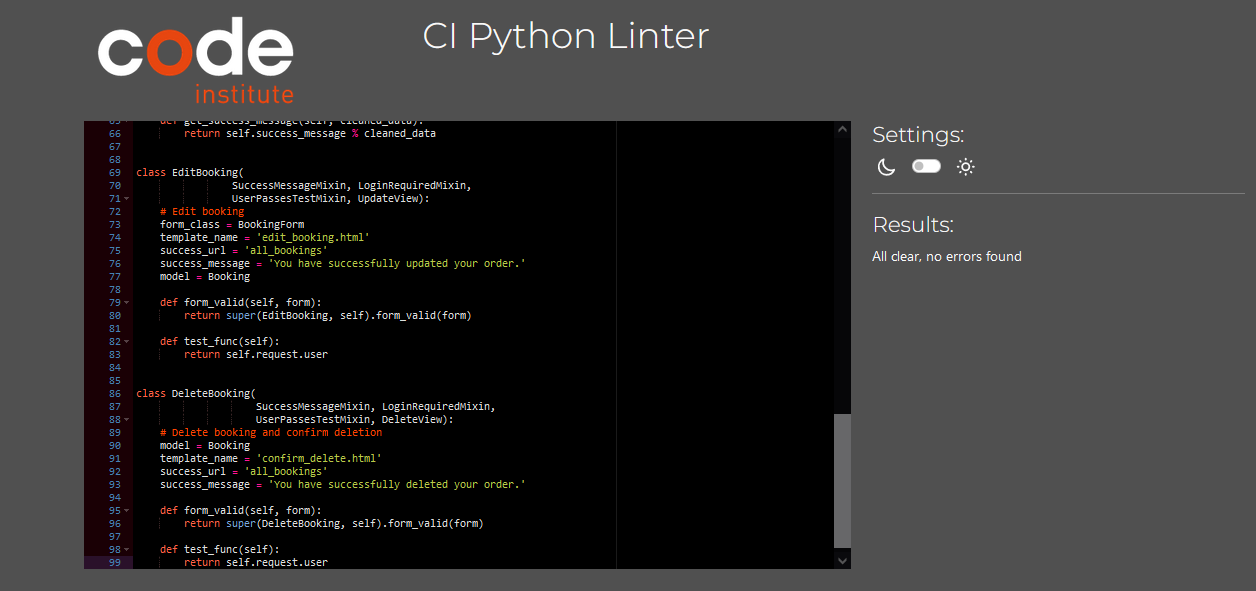 code
institute
CI Python Linter
65 def get_success_message(self, cleaned_data):
66 return self.success_message % cleaned_data
67
68
69 class EditBooking(
70 SuccessMessageMixin, LoginRequiredMixin,
71 UserPassesTestMixin, UpdateView):
72 # Edit booking
73 form_class = BookingForm
74 template_name = 'edit_booking.html'
75 success_url = 'all_bookings'
76 success_message = 'You have successfully updated your order.'
77 model = Booking
78
79 def form_valid(self, form):
80 return super(EditBooking, self).form_valid(form)
81
82 def test_func(self):
83 return self.request.user
84
85
86 class DeleteBooking(
87 SuccessMessageMixin, LoginRequiredMixin,
88 UserPassesTestMixin, DeleteView):
89 # Delete booking and confirm deletion
90 model = Booking
91 template_name = 'confirm_delete.html'
92 success_url = 'all_bookings'
93 success_message = 'You have successfully deleted your order.'
94
95 def form_valid(self, form):
96 return super(DeleteBooking, self).form_valid(form)
97
98 def test_func(self):
99 return self.request.user
Settings:
Results:
All clear, no errors found